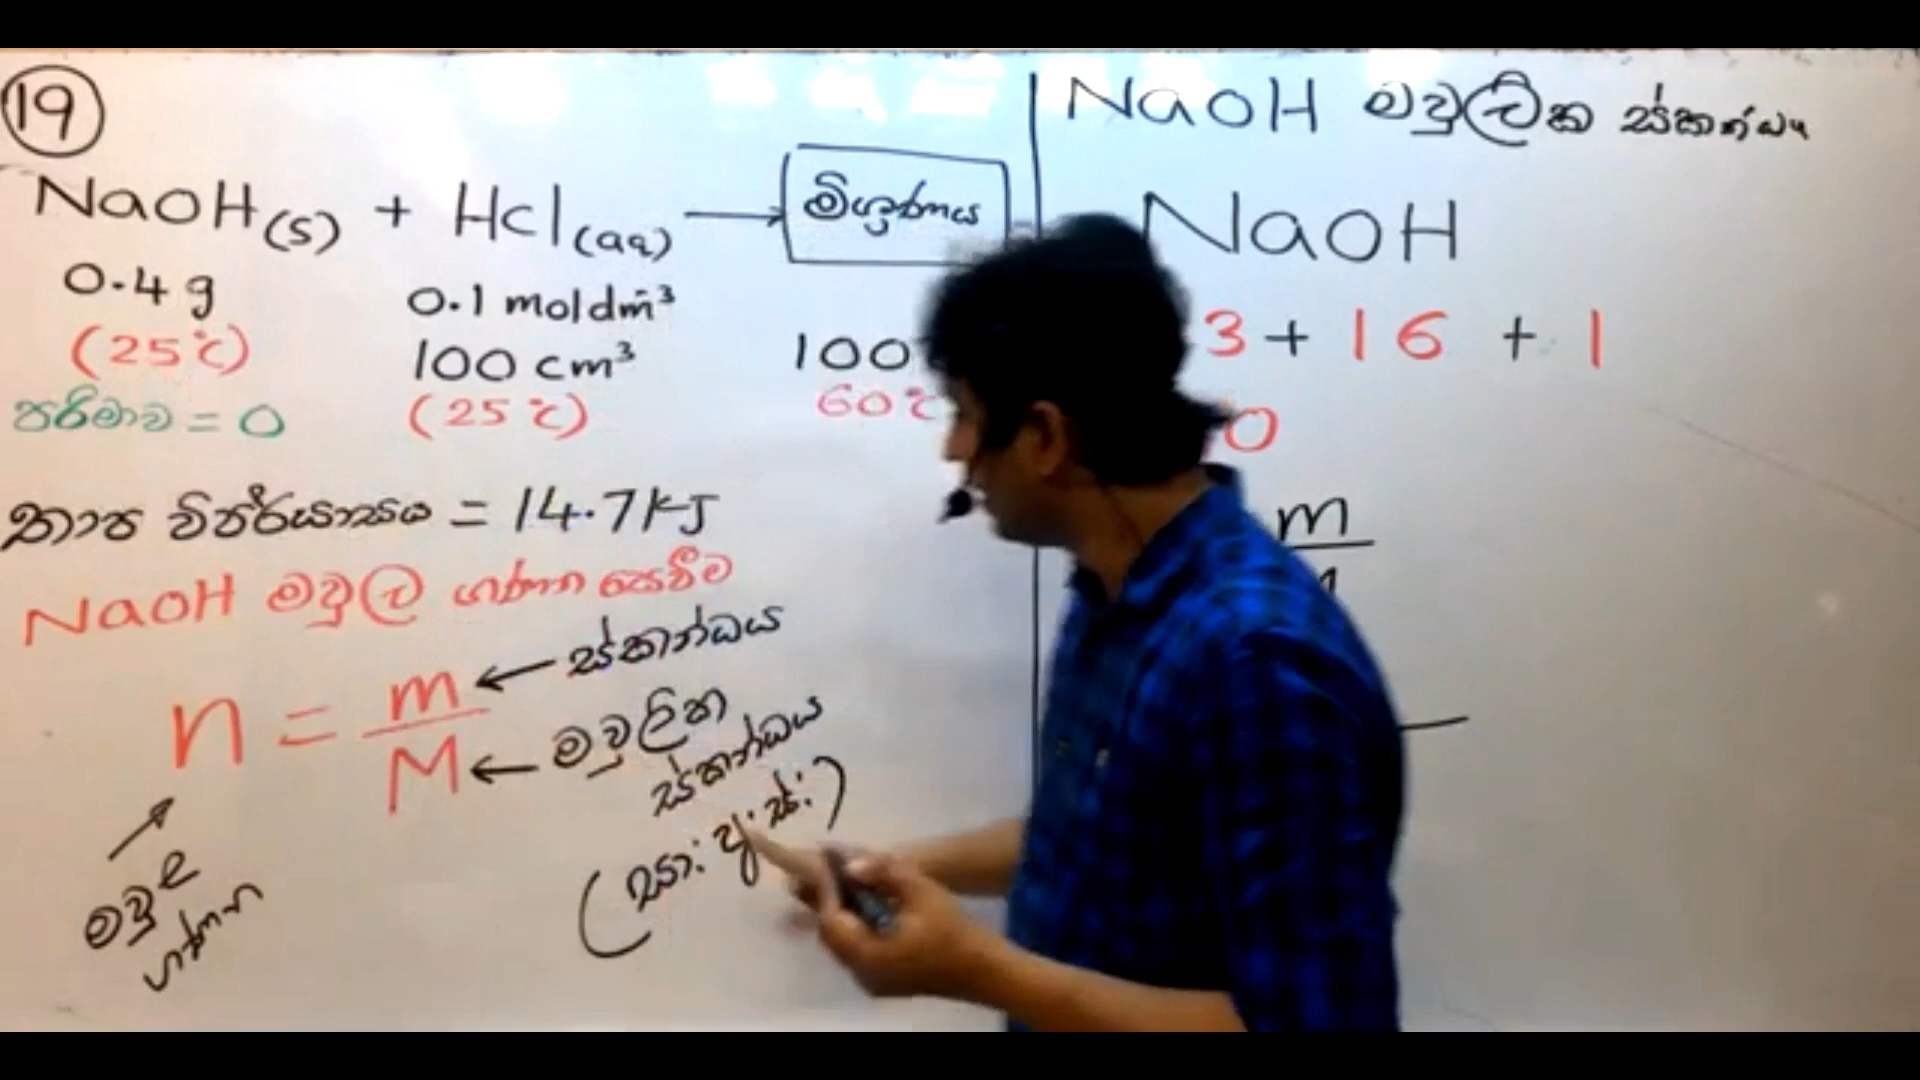 19
NaOH(s) + Hcl(aq) → මිශ්‍රණය
0.4 g
0.1 moldm⁻³
(25℃)
100 cm³
100
පරිමාව = 0
(25℃)
60℃
තාප විපර්යාසය = 14.7 kJ
NaOH මවුල ගණන සෙවීම
n = m/M
← ස්කන්ධය
← මවුලික
ස්කන්ධය
(සා. අ. ස්.)
මවුල
ගණන
NaOH මවුලික ස්කන්ධය
NaOH
3 + 16 + 1
0
m